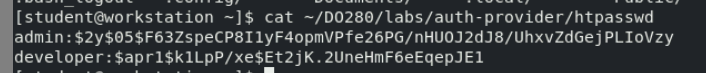 [student@workstation ~]$ cat ~/DO280/labs/auth-provider/htpasswd
admin:$2y$05$F63ZspeCP8I1yF4opmVPfe26PG/nHUOJ2dJ8/UhxvZdGejPLIoVzy
developer:$apr1$k1LpP/xe$Et2jK.2UneHmF6eEqepJE1